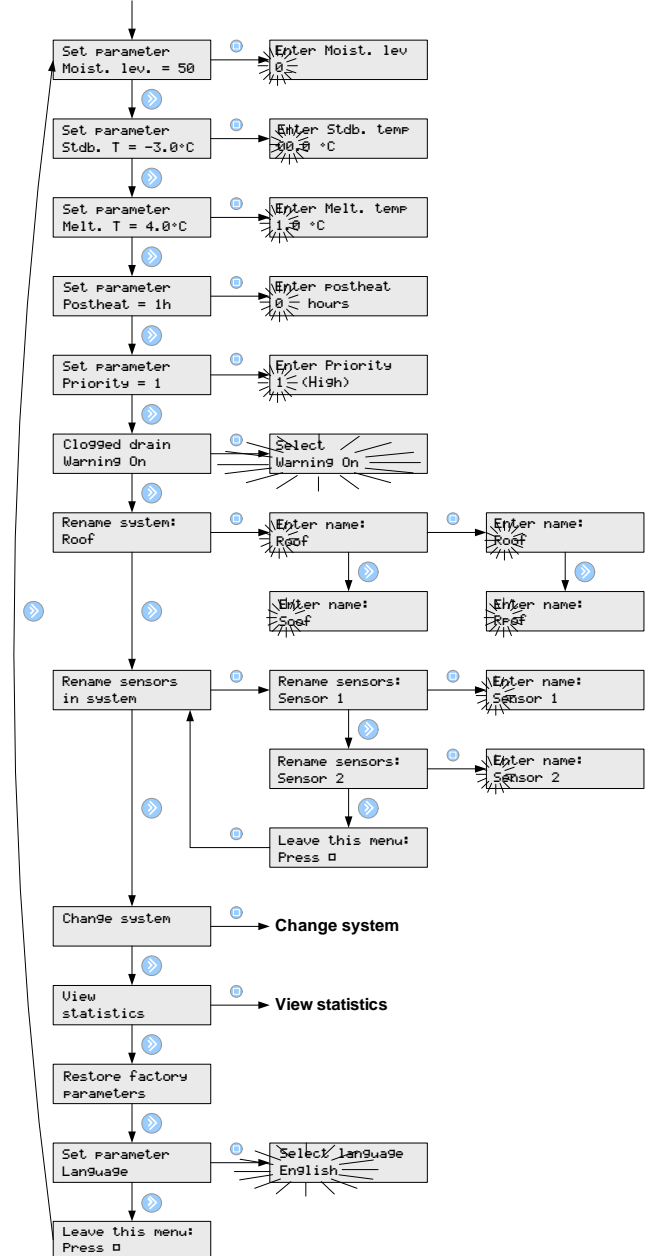 Set parameter
Moist. lev. = 50
Enter Moist. lev
0
Set parameter
Stdb. T = -3.0°C
Enter Stdb. temp
00.0 °C
Set parameter
Melt. T = 4.0°C
Enter Melt. temp
1.0 °C
Set parameter
Postheat = 1h
Enter postheat
0 hours
Set parameter
Priority = 1
Enter Priority
1 (High)
Clogged drain
Warning On
Select
Warning On
Rename system:
Roof
Enter name:
Roof
Enter name:
Roof
Enter name:
Soof
Enter name:
Rpof
Rename sensors
in system
Rename sensors:
Sensor 1
Enter name:
Sensor 1
Rename sensors:
Sensor 2
Enter name:
Sensor 2
Leave this menu:
Press □
Change system
Change system
View
statistics
View statistics
Restore factory
parameters
Set parameter
Language
Select language
English
Leave this menu:
Press □